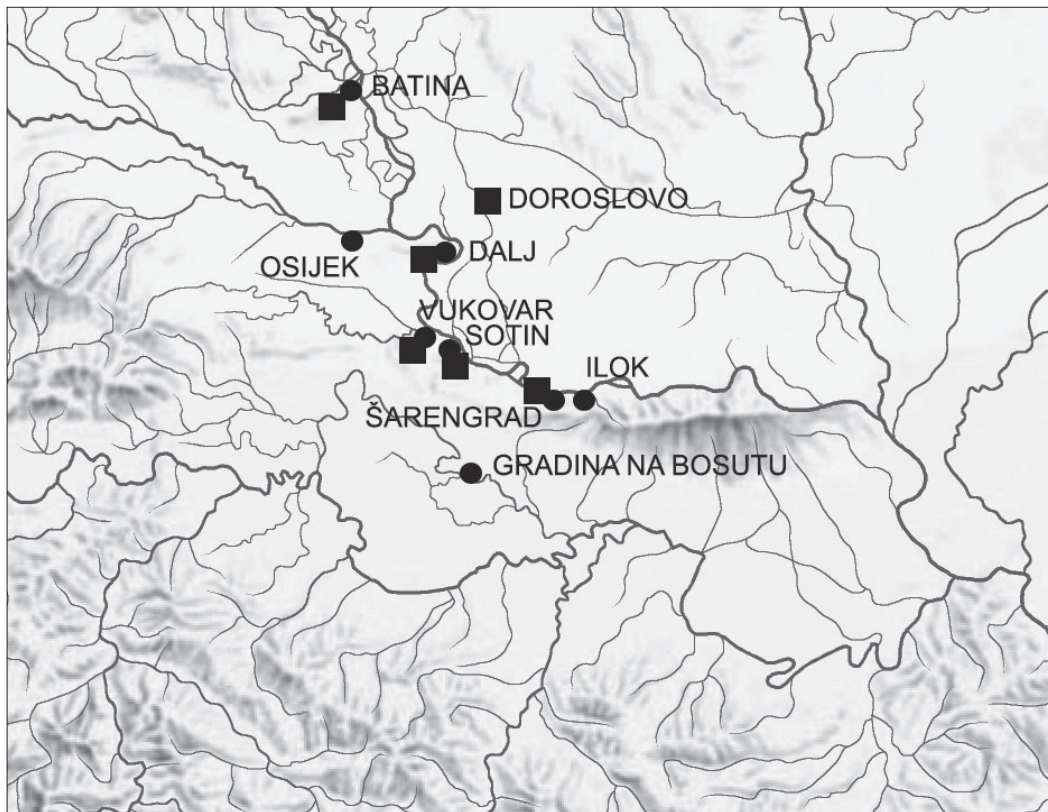 BATINA
DOROSLOVO
DALJ
OSIJEK
VUKOVAR
SOTIN
ILOK
ŠARENGRAD
GRADINA NA BOSUTU